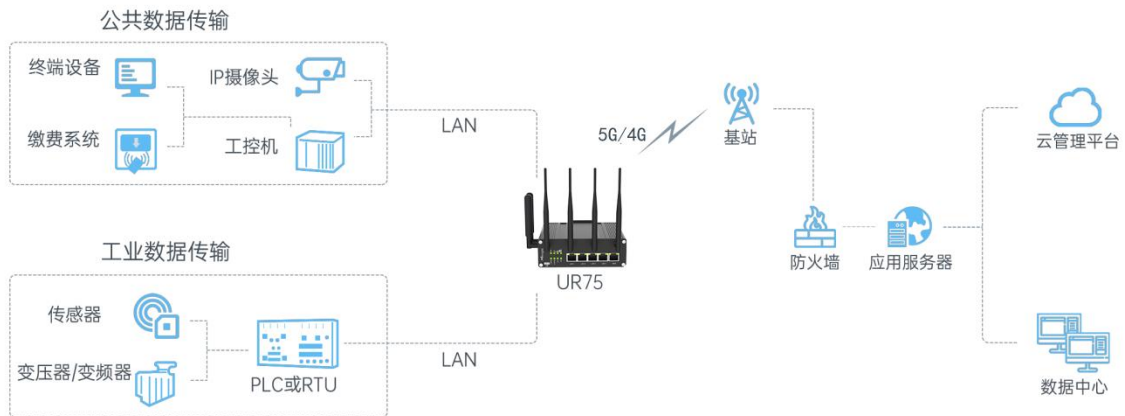 公共数据传输
终端设备
IP摄像头
缴费系统
工控机
LAN
5G/4G
基站
云管理平台
UR75
防火墙
应用服务器
工业数据传输
传感器
变压器/变频器
PLC或RTU
LAN
数据中心